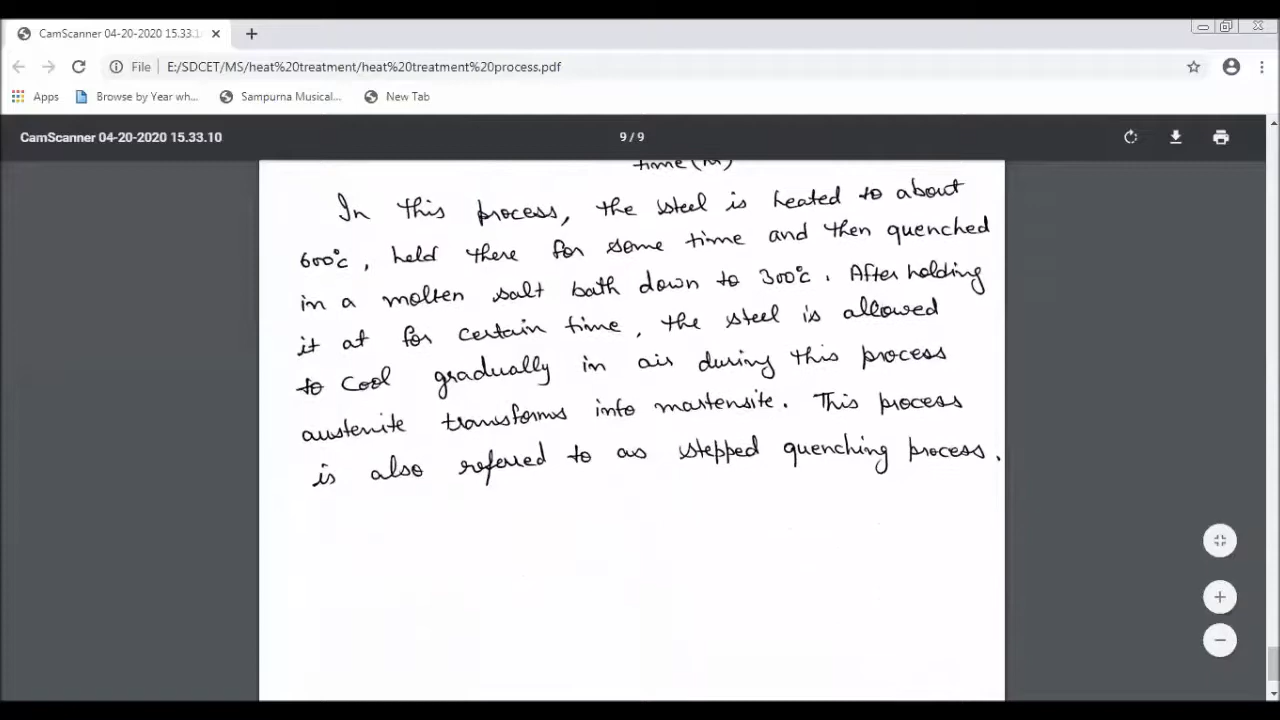 CamScanner 04-20-2020 15.33.1
File E:/SDCET/MS/heat%20treatment/heat%20treatment%20process.pdf
Apps Browse by Year wh... Sampurna Musical... New Tab
CamScanner 04-20-2020 15.33.10 9 / 9
time(hr)
In this process, the steel is heated to about
600°c, held there for some time and then quenched
in a molten salt bath down to 300°c. After holding
it at for certain time, the steel is allowed
to cool gradually in air during this process
austenite transforms into martensite. This process
is also referred to as stepped quenching process.